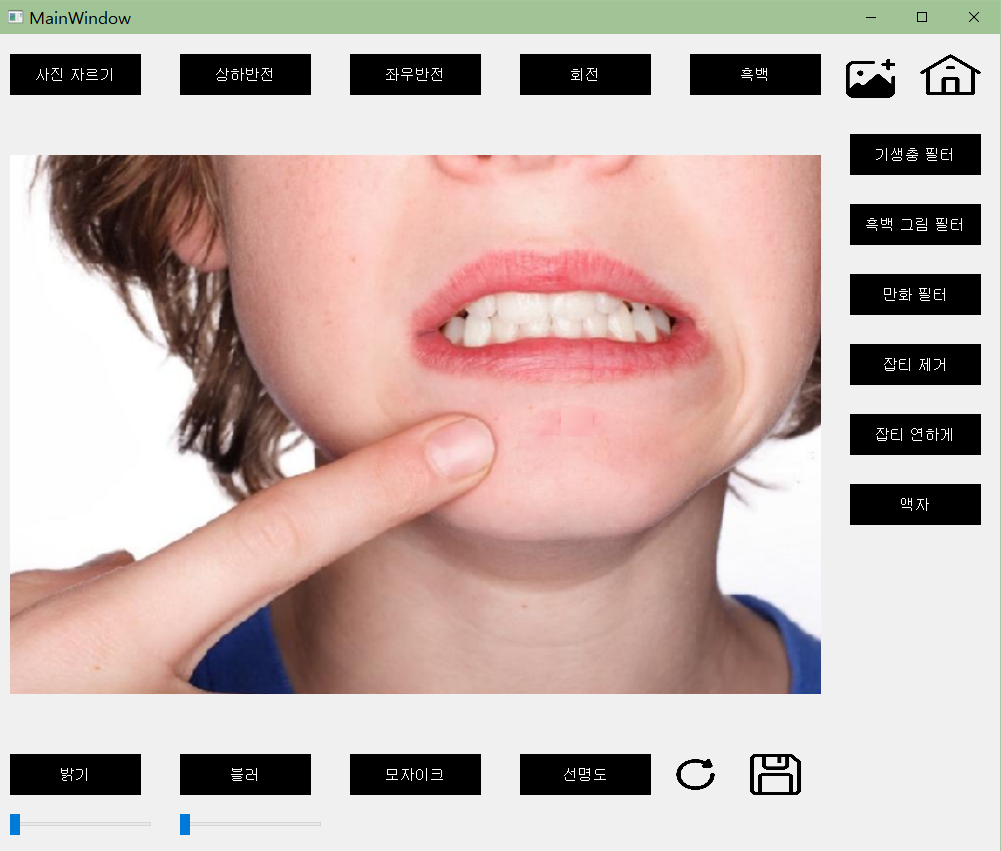 MainWindow
사진 자르기
상하반전
좌우반전
회전
흑백
기생충 필터
흑백 그림 필터
만화 필터
잡티 제거
잡티 연하게
액자
밝기
블러
모자이크
선명도